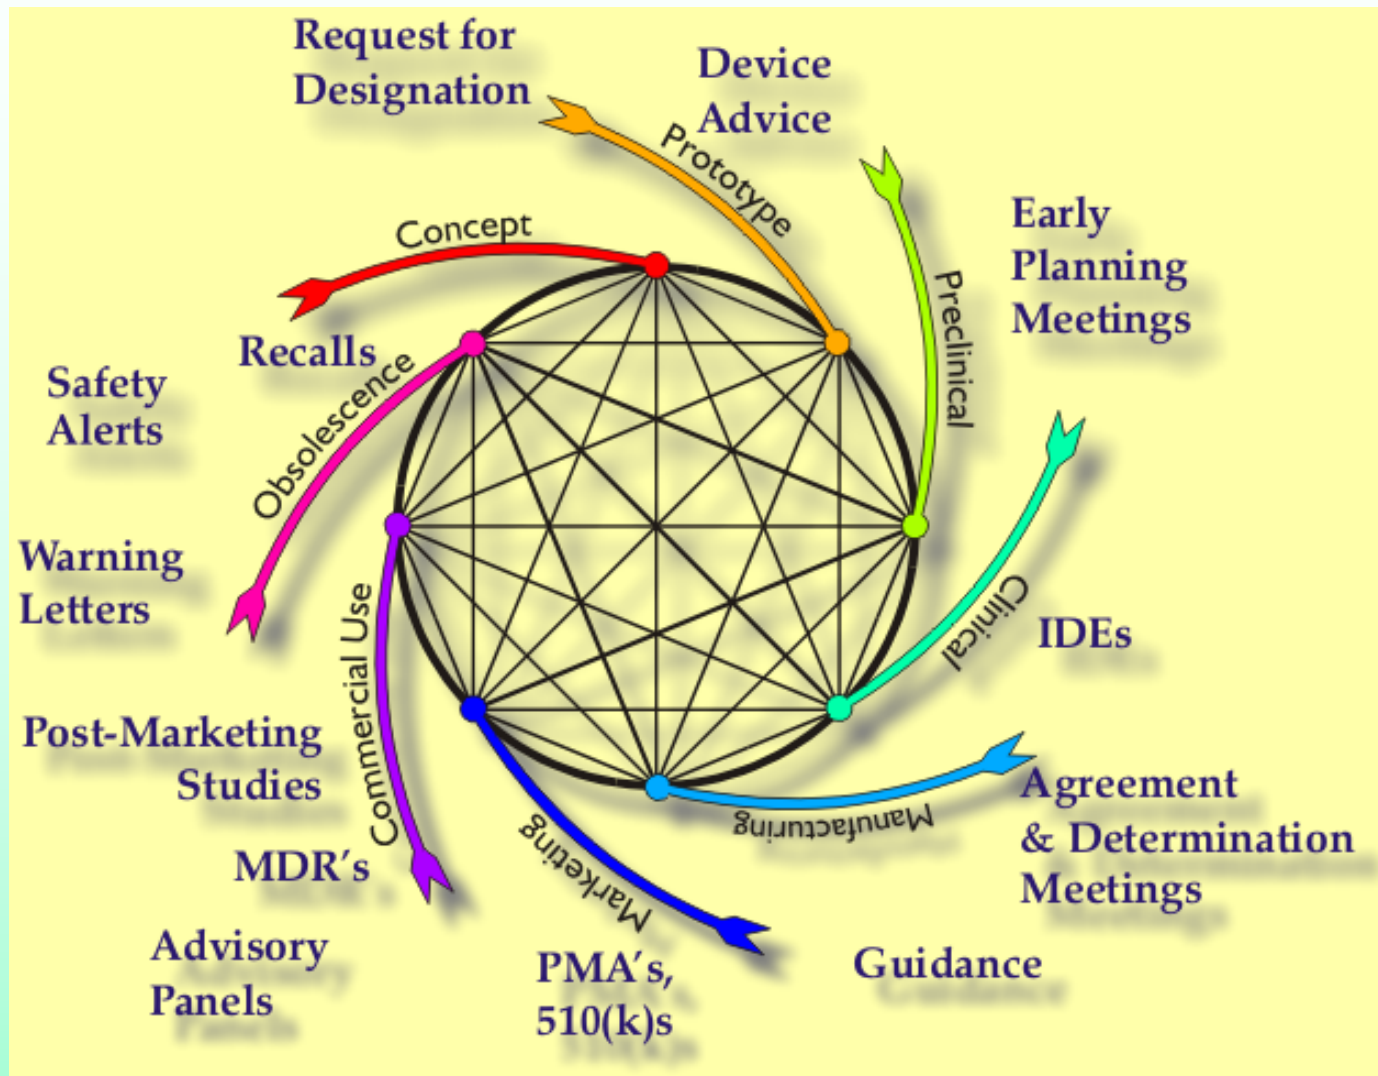 Request for
Designation
Device
Advice
Prototype
Concept
Preclinical
Early
Planning
Meetings
Recalls
Safety
Alerts
Obsolescence
Warning
Letters
Clinical
IDEs
Commercial Use
Post-Marketing
Studies
Manufacturing
Agreement
& Determination
Meetings
Marketing
MDR's
Advisory
Panels
PMA's,
510(k)s
Guidance